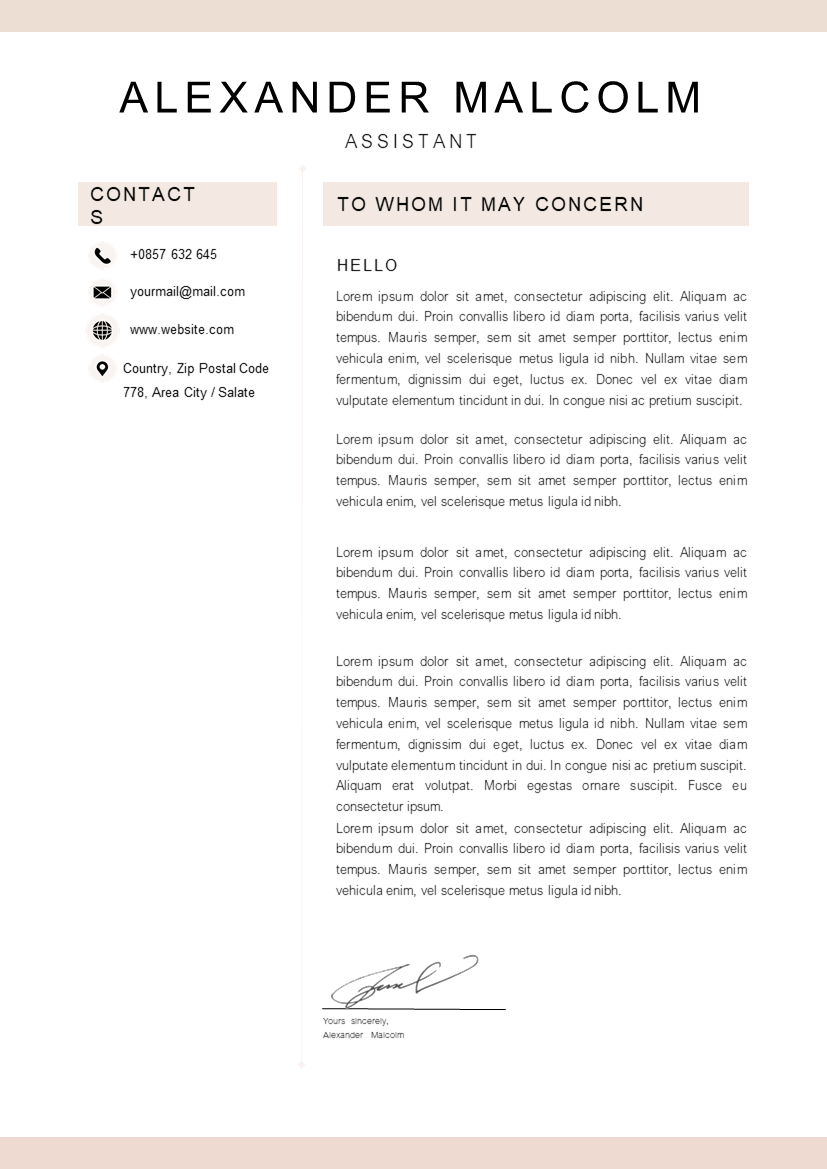 ALEXANDER MALCOLM
ASSISTANT
CONTACT
S
+0857 632 645
yourmail@mail.com
www.website.com
Country, Zip Postal Code
778, Area City / Salate
TO WHOM IT MAY CONCERN
HELLO
Lorem ipsum dolor sit amet, consectetur adipiscing elit. Aliquam ac
bibendum dui. Proin convallis libero id diam porta, facilisis varius velit
tempus. Mauris semper, sem sit amet semper porttitor, lectus enim
vehicula enim, vel scelerisque metus ligula id nibh. Nullam vitae sem
fermentum, dignissim dui eget, luctus ex. Donec vel ex vitae diam
vulputate elementum tincidunt in dui. In congue nisi ac pretium suscipit.
Lorem ipsum dolor sit amet, consectetur adipiscing elit. Aliquam ac
bibendum dui. Proin convallis libero id diam porta, facilisis varius velit
tempus. Mauris semper, sem sit amet semper porttitor, lectus enim
vehicula enim, vel scelerisque metus ligula id nibh.
Lorem ipsum dolor sit amet, consectetur adipiscing elit. Aliquam ac
bibendum dui. Proin convallis libero id diam porta, facilisis varius velit
tempus. Mauris semper, sem sit amet semper porttitor, lectus enim
vehicula enim, vel scelerisque metus ligula id nibh.
Lorem ipsum dolor sit amet, consectetur adipiscing elit. Aliquam ac
bibendum dui. Proin convallis libero id diam porta, facilisis varius velit
tempus. Mauris semper, sem sit amet semper porttitor, lectus enim
vehicula enim, vel scelerisque metus ligula id nibh. Nullam vitae sem
fermentum, dignissim dui eget, luctus ex. Donec vel ex vitae diam
vulputate elementum tincidunt in dui. In congue nisi ac pretium suscipit.
Aliquam erat volutpat. Morbi egestas ornare suscipit. Fusce eu
consectetur ipsum.
Lorem ipsum dolor sit amet, consectetur adipiscing elit. Aliquam ac
bibendum dui. Proin convallis libero id diam porta, facilisis varius velit
tempus. Mauris semper, sem sit amet semper porttitor, lectus enim
vehicula enim, vel scelerisque metus ligula id nibh.
Yours sincerely,
Alexander Malcolm